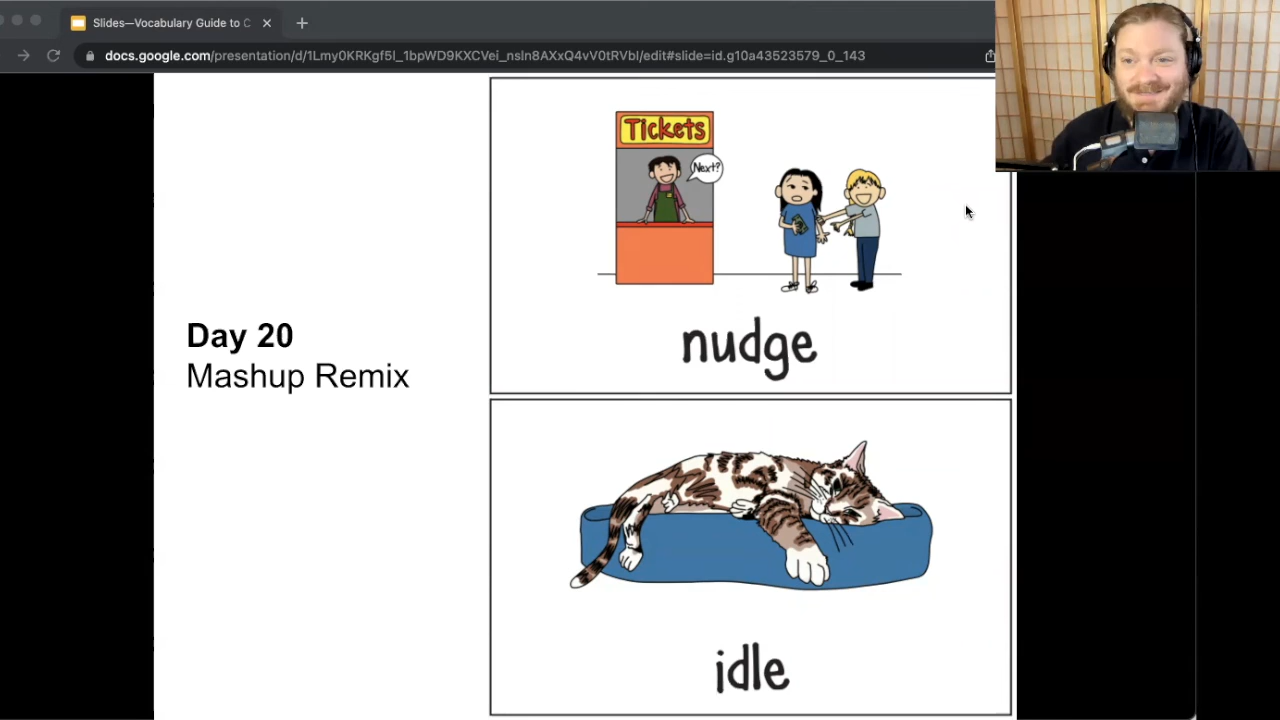 Slides—Vocabulary Guide to C
docs.google.com/presentation/d/1Lmy0KRKgf5I_1bpWD9KXCVei_nsln8AXxQ4vV0tRVbI/edit#slide=id.g10a43523579_0_143
Tickets
Next?
nudge
Day 20
Mashup Remix
idle